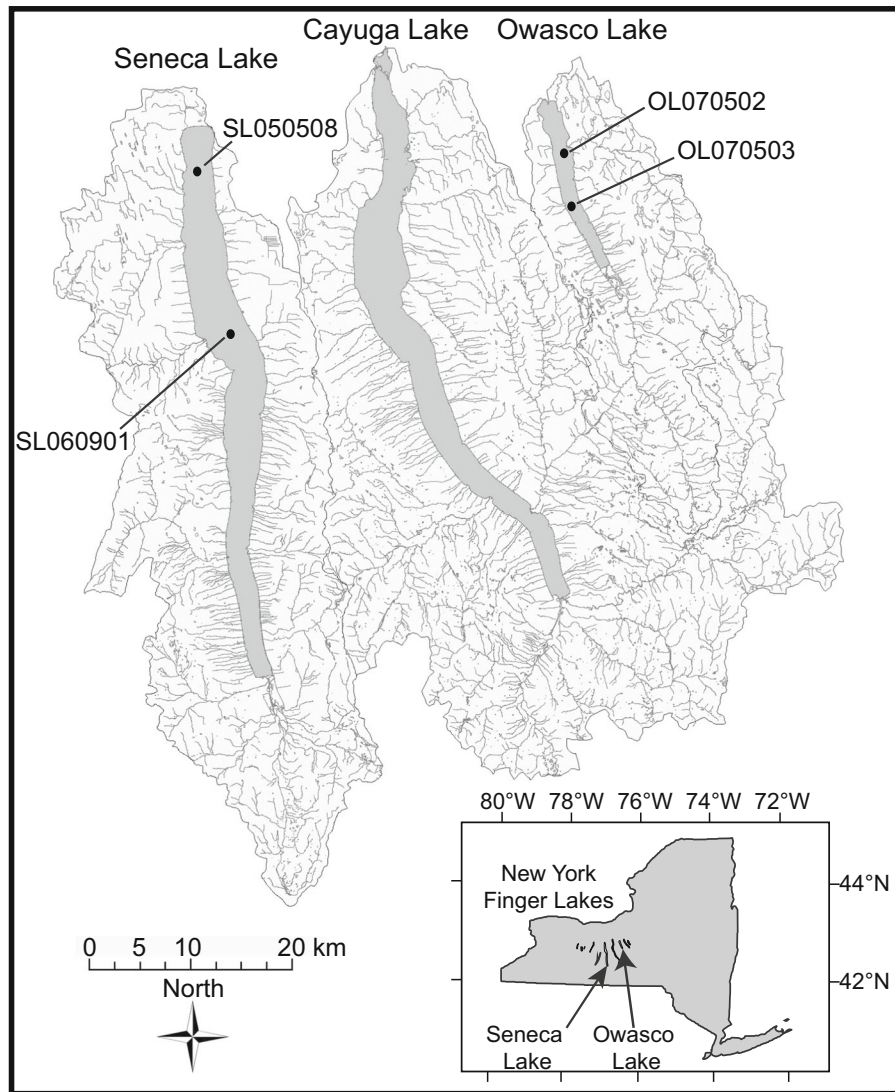 Seneca Lake
Cayuga Lake
Owasco Lake
SL050508
OL070502
OL070503
SL060901
80°W 78°W 76°W 74°W 72°W
New York
Finger Lakes
44°N
42°N
Seneca
Lake
Owasco
Lake
0 5 10 20 km
North